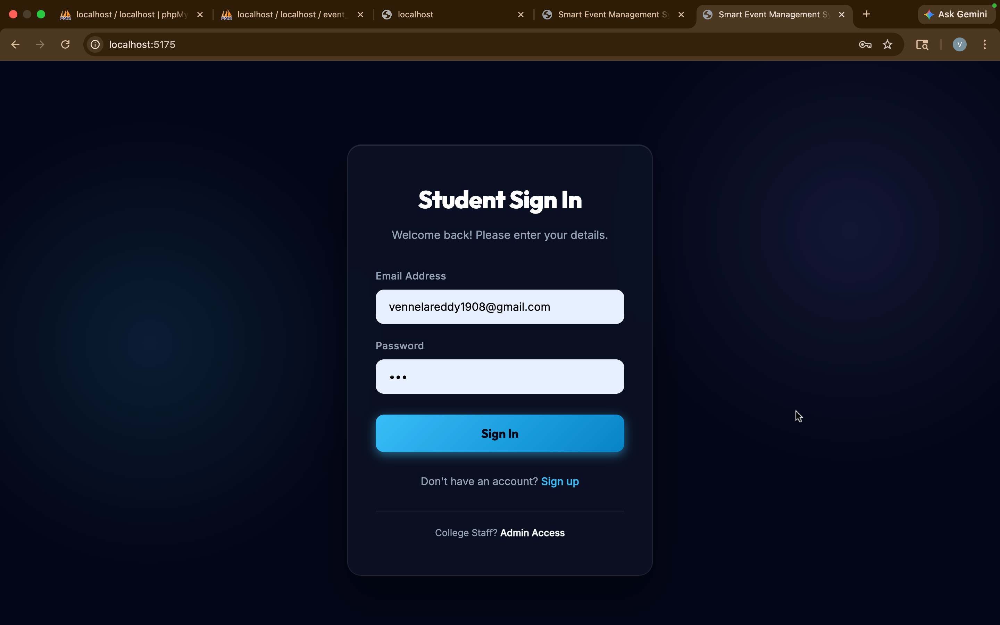 localhost / localhost | phpMy
localhost / localhost / event_
localhost
Smart Event Management Sy
Smart Event Management Sy
Ask Gemini
localhost:5175
V
Student Sign In
Welcome back! Please enter your details.
Email Address
vennelareddy1908@gmail.com
Password
•••
Sign In
Don't have an account? Sign up
College Staff? Admin Access